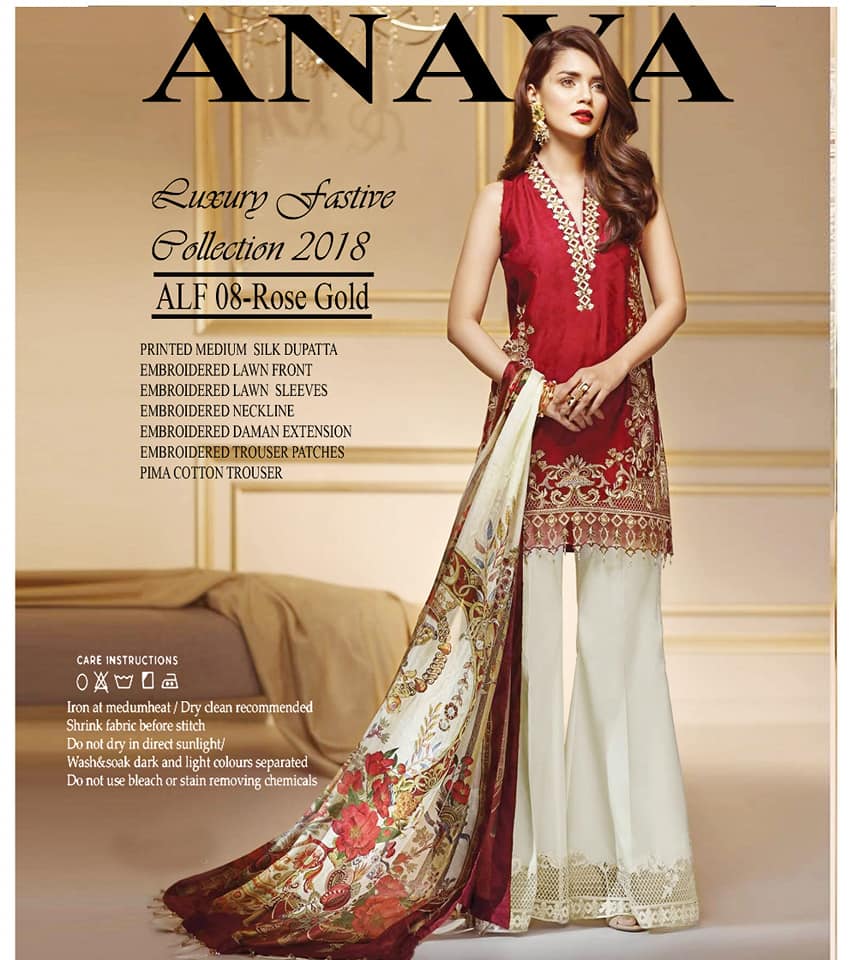 ANAYA
Luxury Fastive
Collection 2018
ALF 08-Rose Gold
PRINTED MEDIUM SILK DUPATTA
EMBROIDERED LAWN FRONT
EMBROIDERED LAWN SLEEVES
EMBROIDERED NECKLINE
EMBROIDERED DAMAN EXTENSION
EMBROIDERED TROUSER PATCHES
PIMA COTTON TROUSER
CARE INSTRUCTIONS
Iron at medumheat / Dry clean recommended
Shrink fabric before stitch
Do not dry in direct sunlight/
Wash&soak dark and light colours separated
Do not use bleach or stain removing chemicals